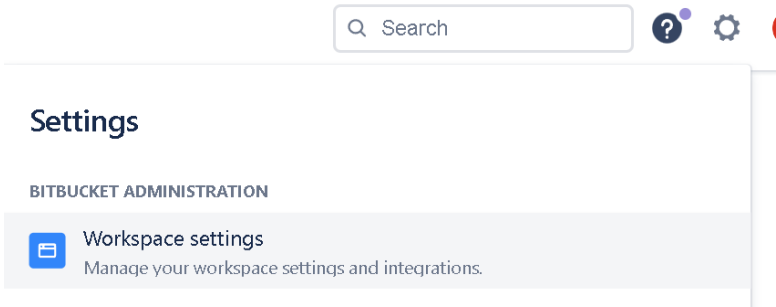 Search
?
Settings
BITBUCKET ADMINISTRATION
Workspace settings
Manage your workspace settings and integrations.